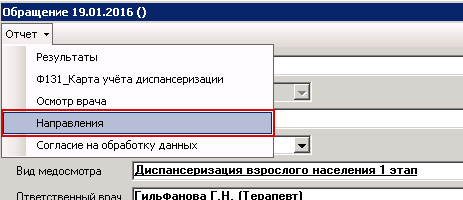 Обращение 19.01.2016 ()
Отчет
Результаты
Ф131_Карта учёта диспансеризации
Осмотр врача
Направления
Согласие на обработку данных
Вид медосмотра Диспансеризация взрослого населения 1 этап
Ответственный врач Гильфанова Г.Н. (Терапевт)